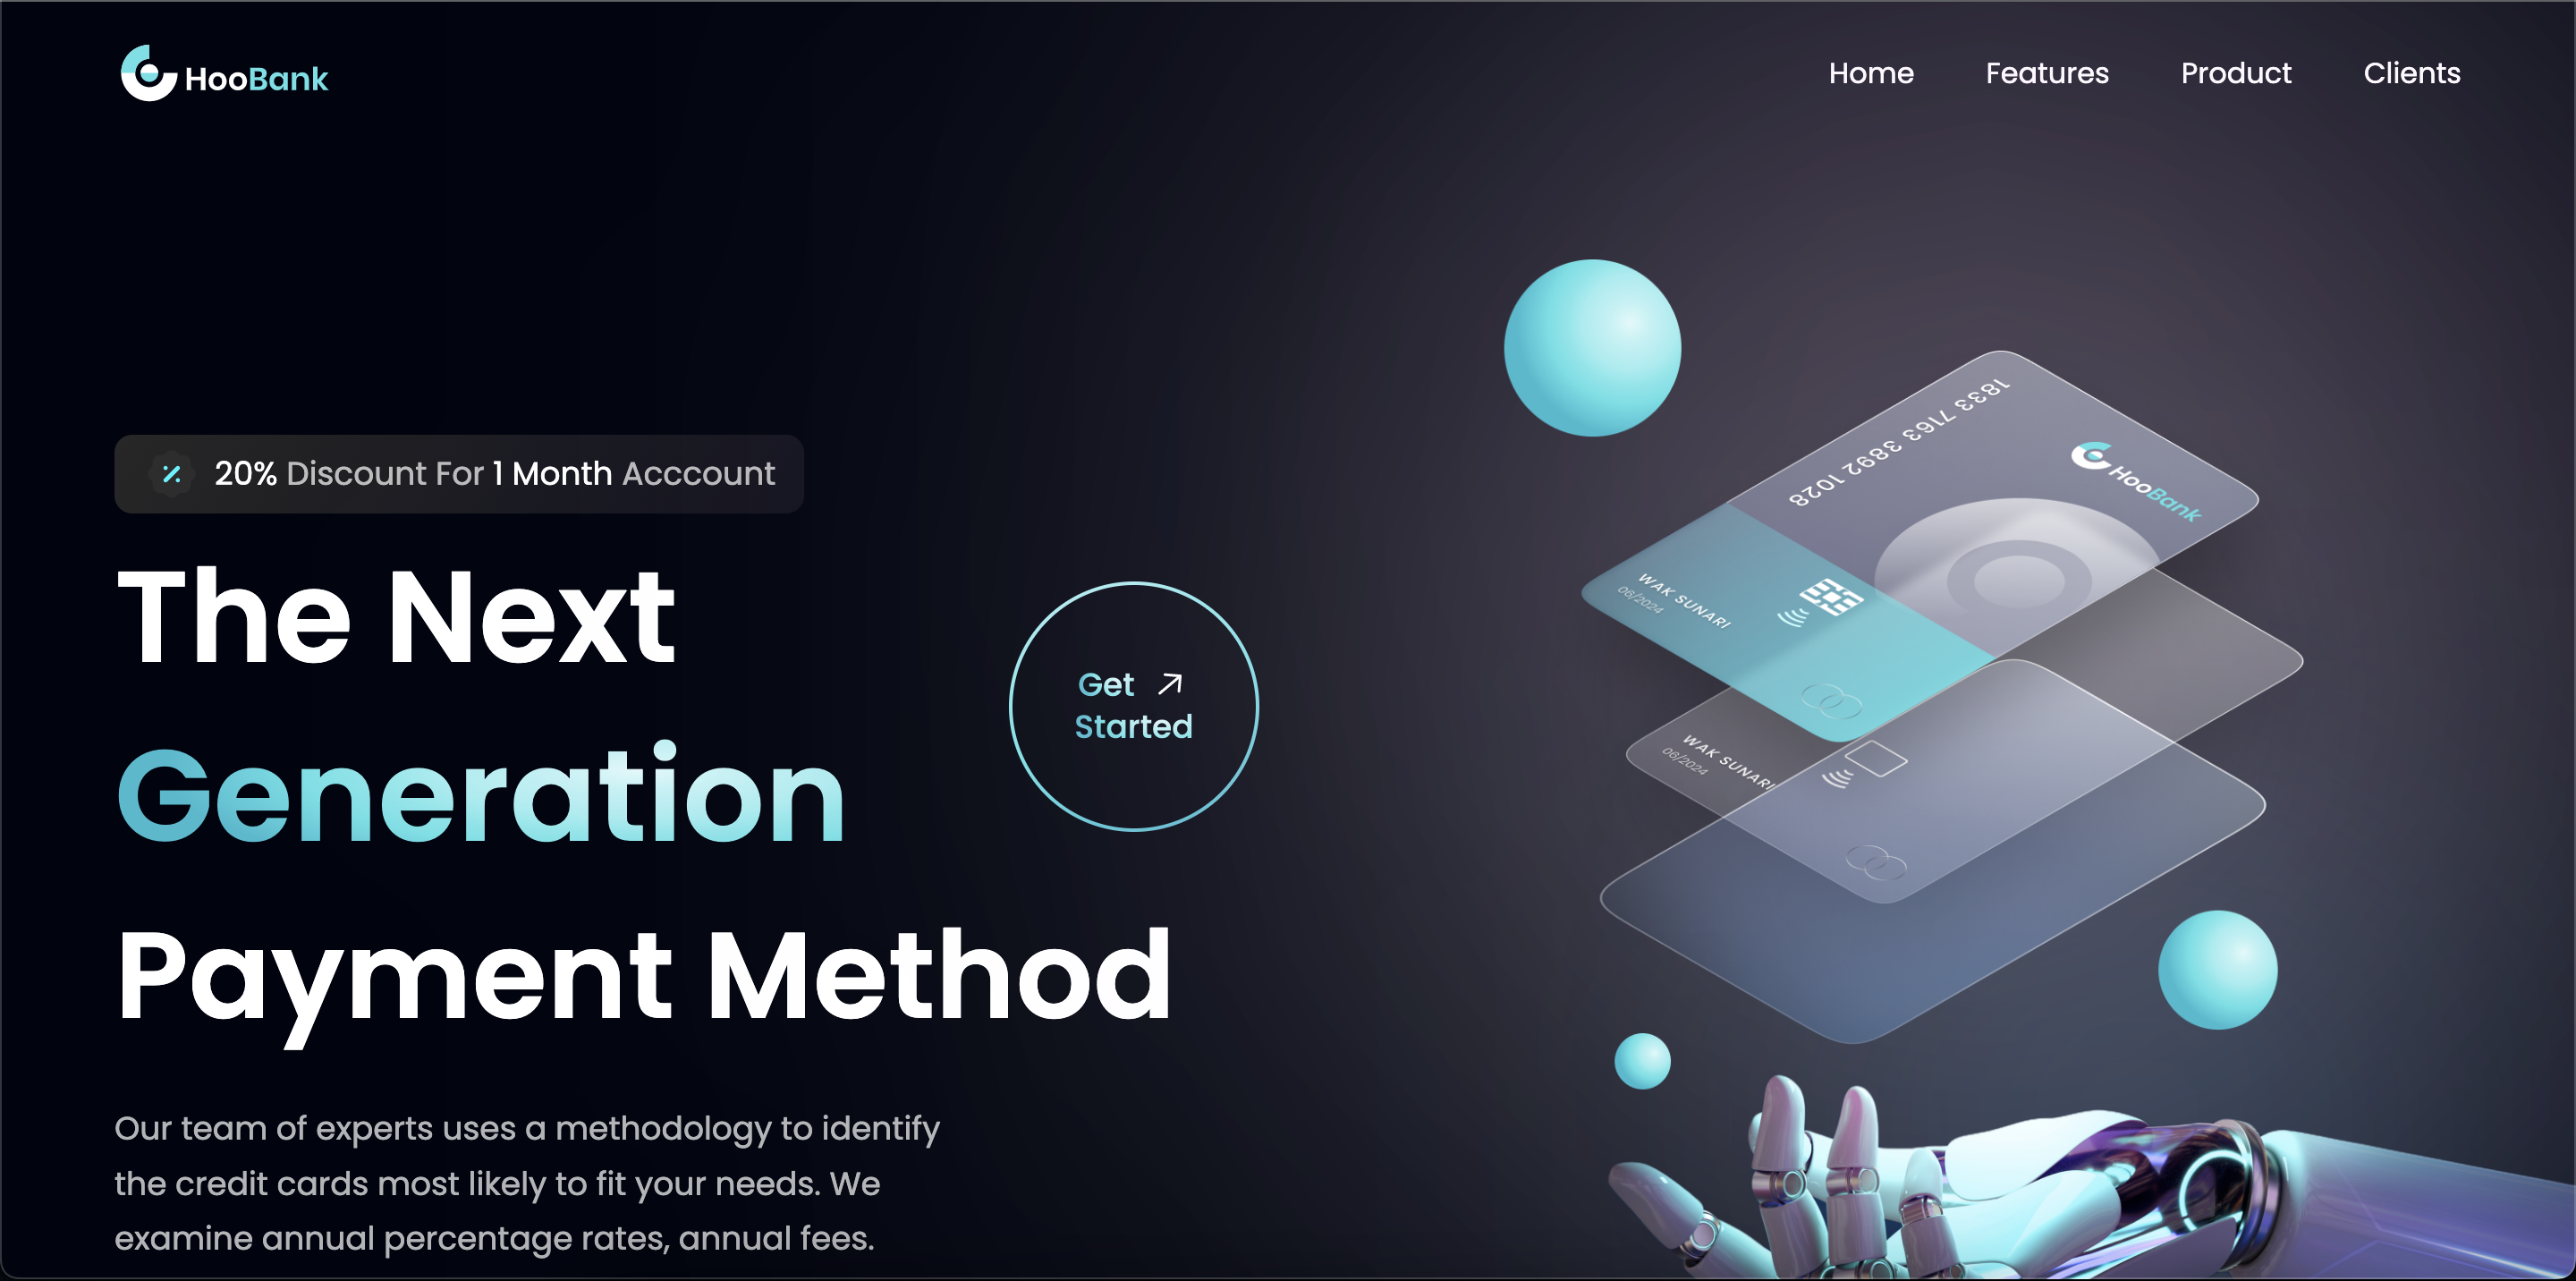 HooBank
Home Features Product Clients
20% Discount For 1 Month Acccount
The Next
Generation
Payment Method
Get
Started
Our team of experts uses a methodology to identify
the credit cards most likely to fit your needs. We
examine annual percentage rates, annual fees.
1833 7163 3892 1028
HooBank
WAK SUNARI
06/2024
WAK SUNARI
06/2024